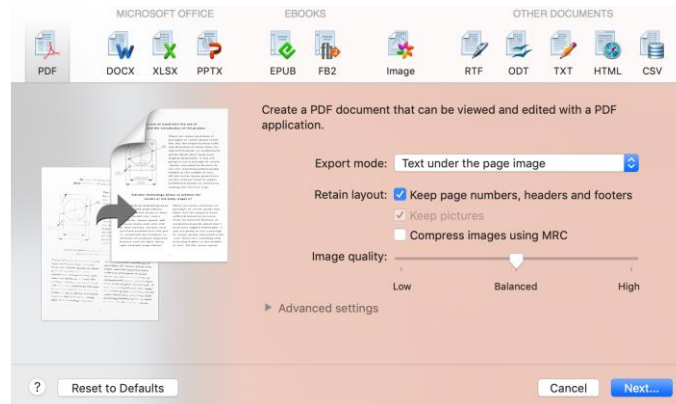 MICROSOFT OFFICE EBOOKS OTHER DOCUMENTS
PDF DOCX XLSX PPTX EPUB FB2 Image RTF ODT TXT HTML CSV
Create a PDF document that can be viewed and edited with a PDF
application.
Export mode: Text under the page image
Retain layout: Keep page numbers, headers and footers
Keep pictures
Compress images using MRC
Image quality:
Low Balanced High
Advanced settings
? Reset to Defaults Cancel Next...